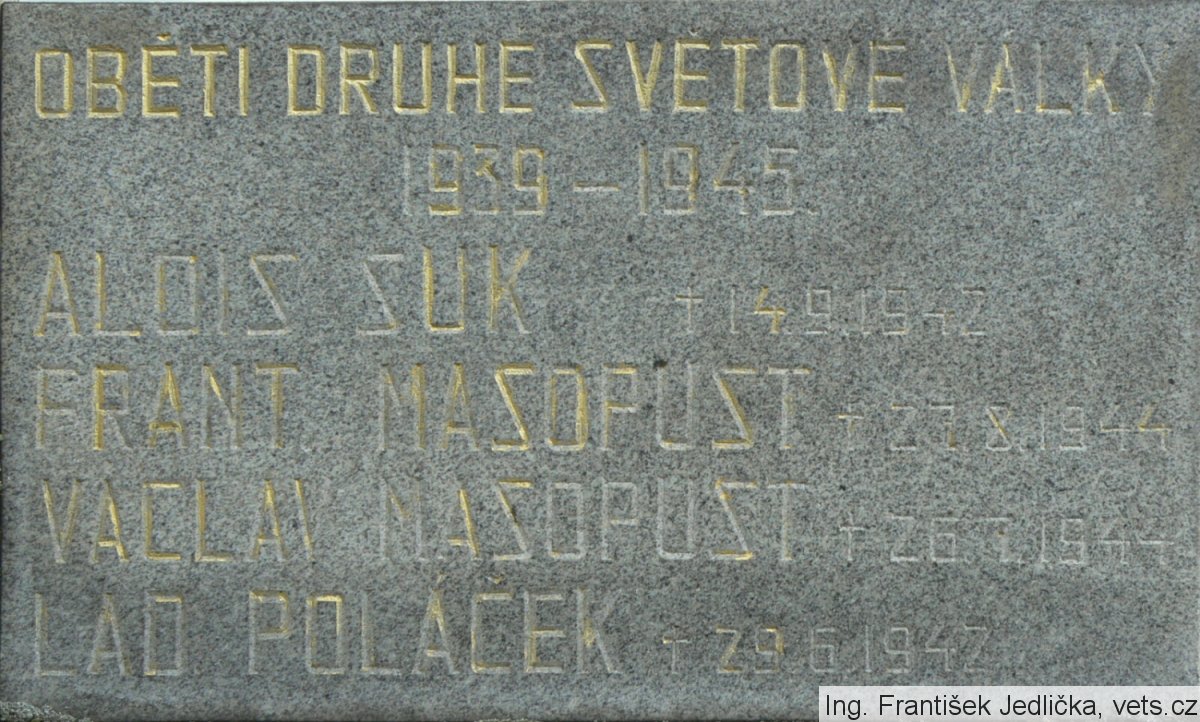 OBĚTI DRUHE SVĚTOVÉ VÁLKY
1939 – 1945.
ALOIS SUK † 14.9.1942
FRANT. MASOPUST † 27.8.1944
VACLAV MASOPUST † 26.7.1944
LAD POLÁČEK † 29.6.1942
Ing. František Jedlička, vets.cz